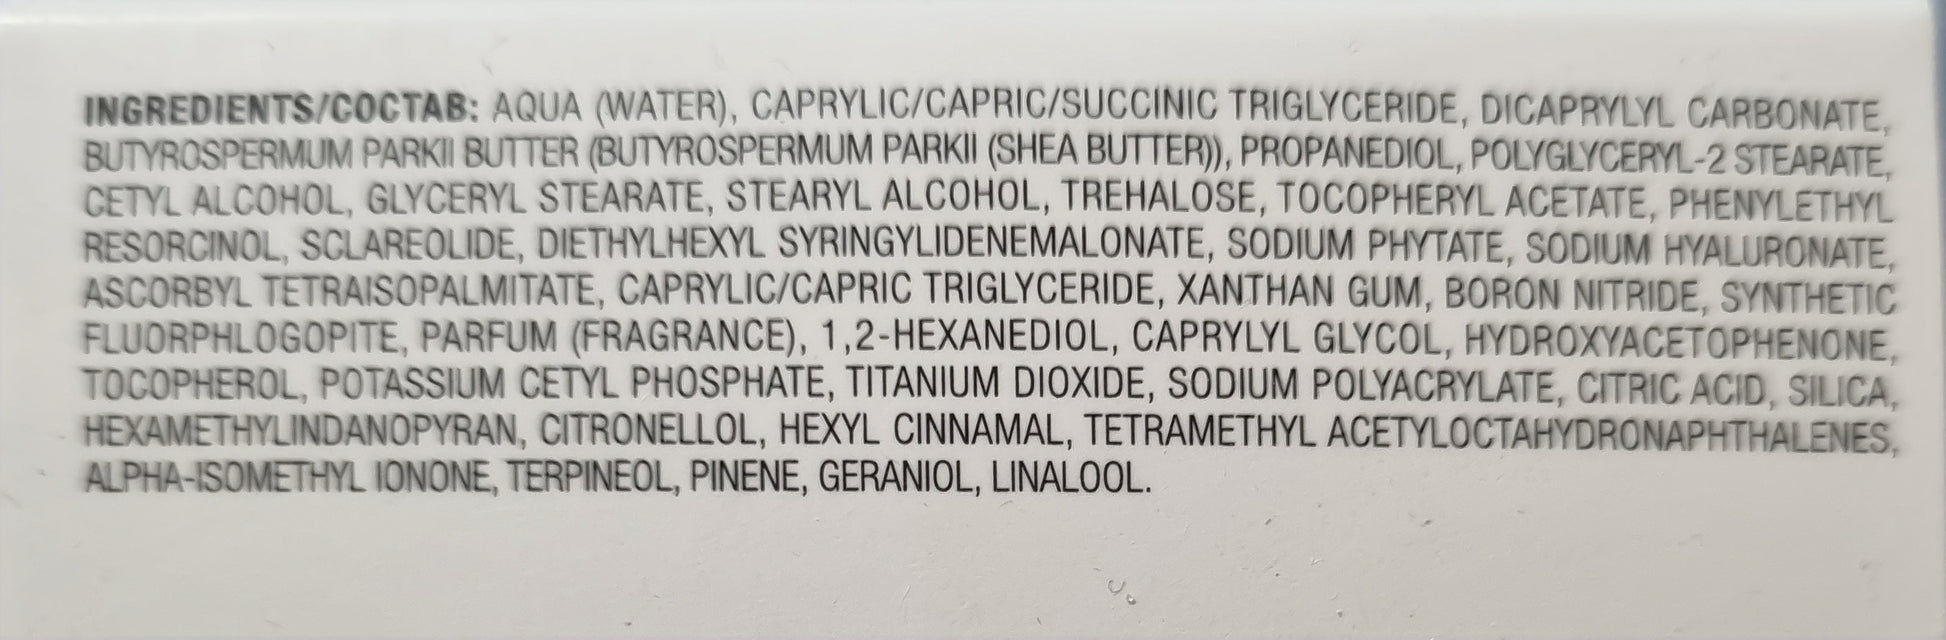 INGREDIENTS/СОСТАВ: AQUA (WATER), CAPRYLIC/CAPRIC/SUCCINIC TRIGLYCERIDE, DICAPRYLYL CARBONATE,
BUTYROSPERMUM PARKII BUTTER (BUTYROSPERMUM PARKII (SHEA BUTTER)), PROPANEDIOL, POLYGLYCERYL-2 STEARATE,
CETYL ALCOHOL, GLYCERYL STEARATE, STEARYL ALCOHOL, TREHALOSE, TOCOPHERYL ACETATE, PHENYLETHYL
RESORCINOL, SCLAREOLIDE, DIETHYLHEXYL SYRINGYLIDENEMALONATE, SODIUM PHYTATE, SODIUM HYALURONATE,
ASCORBYL TETRAISOPALMITATE, CAPRYLIC/CAPRIC TRIGLYCERIDE, XANTHAN GUM, BORON NITRIDE, SYNTHETIC
FLUORPHLOGOPITE, PARFUM (FRAGRANCE), 1,2-HEXANEDIOL, CAPRYLYL GLYCOL, HYDROXYACETOPHENONE,
TOCOPHEROL, POTASSIUM CETYL PHOSPHATE, TITANIUM DIOXIDE, SODIUM POLYACRYLATE, CITRIC ACID, SILICA,
HEXAMETHYLINDANOPYRAN, CITRONELLOL, HEXYL CINNAMAL, TETRAMETHYL ACETYLOCTAHYDRONAPHTHALENES,
ALPHA-ISOMETHYL IONONE, TERPINEOL, PINENE, GERANIOL, LINALOOL.